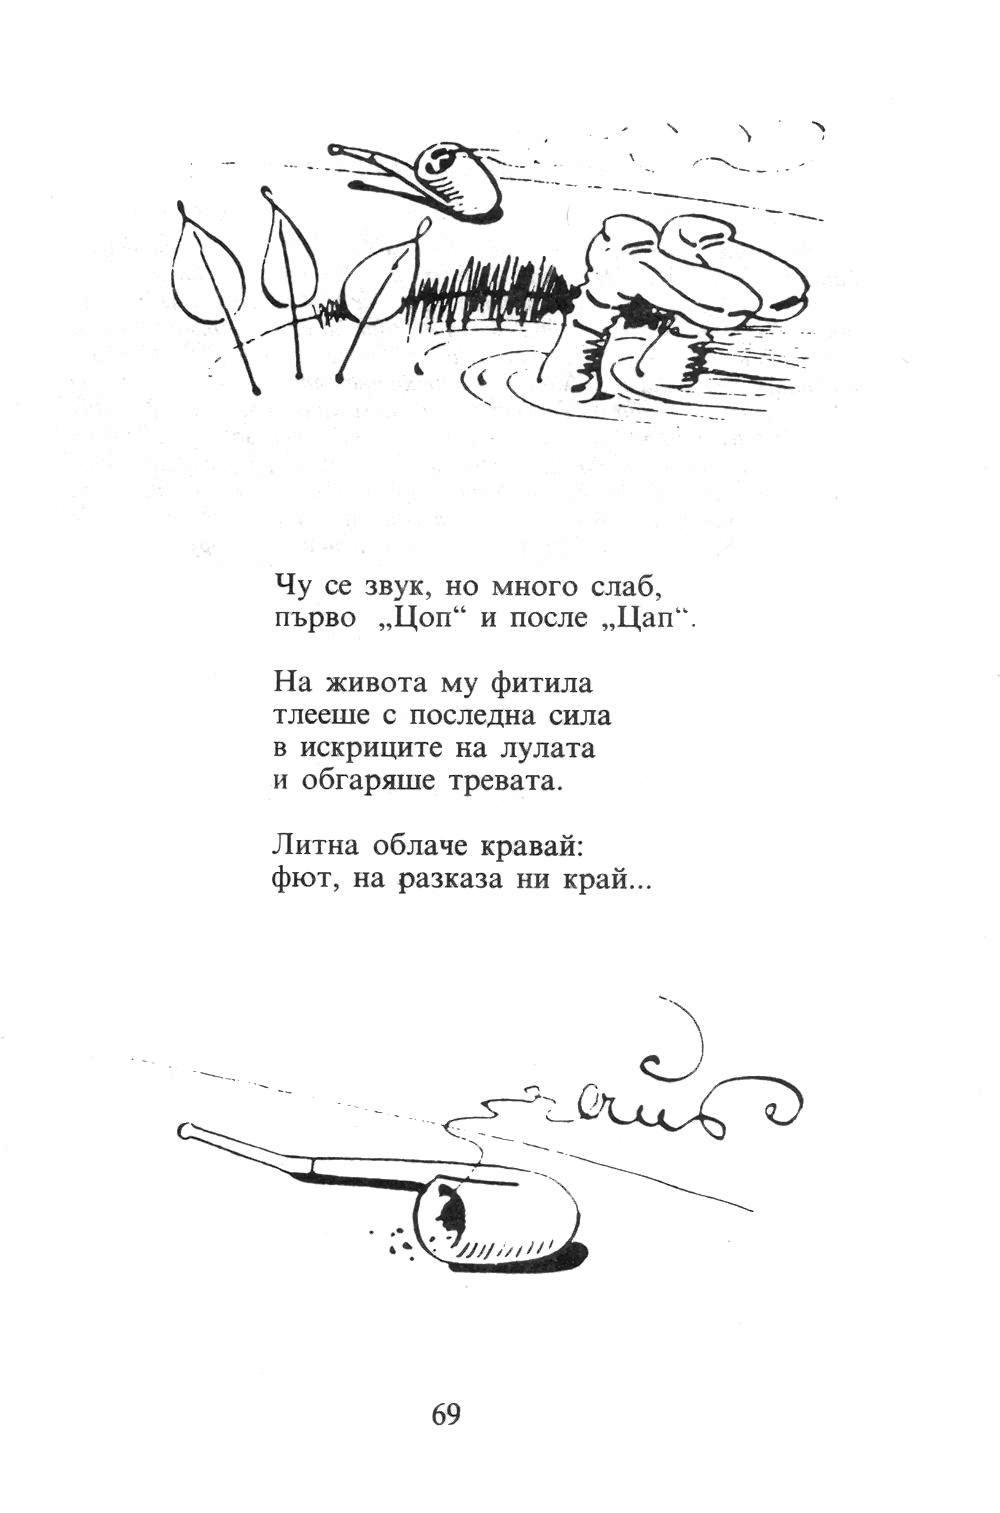 Чу се звук, но много слаб,
първо „Цоп“ и после „Цап“.
На живота му фитила
тлееше с последна сила
в искриците на лулата
и обгаряше тревата.
Литна облаче кравай:
фют, на разказа ни край...
69